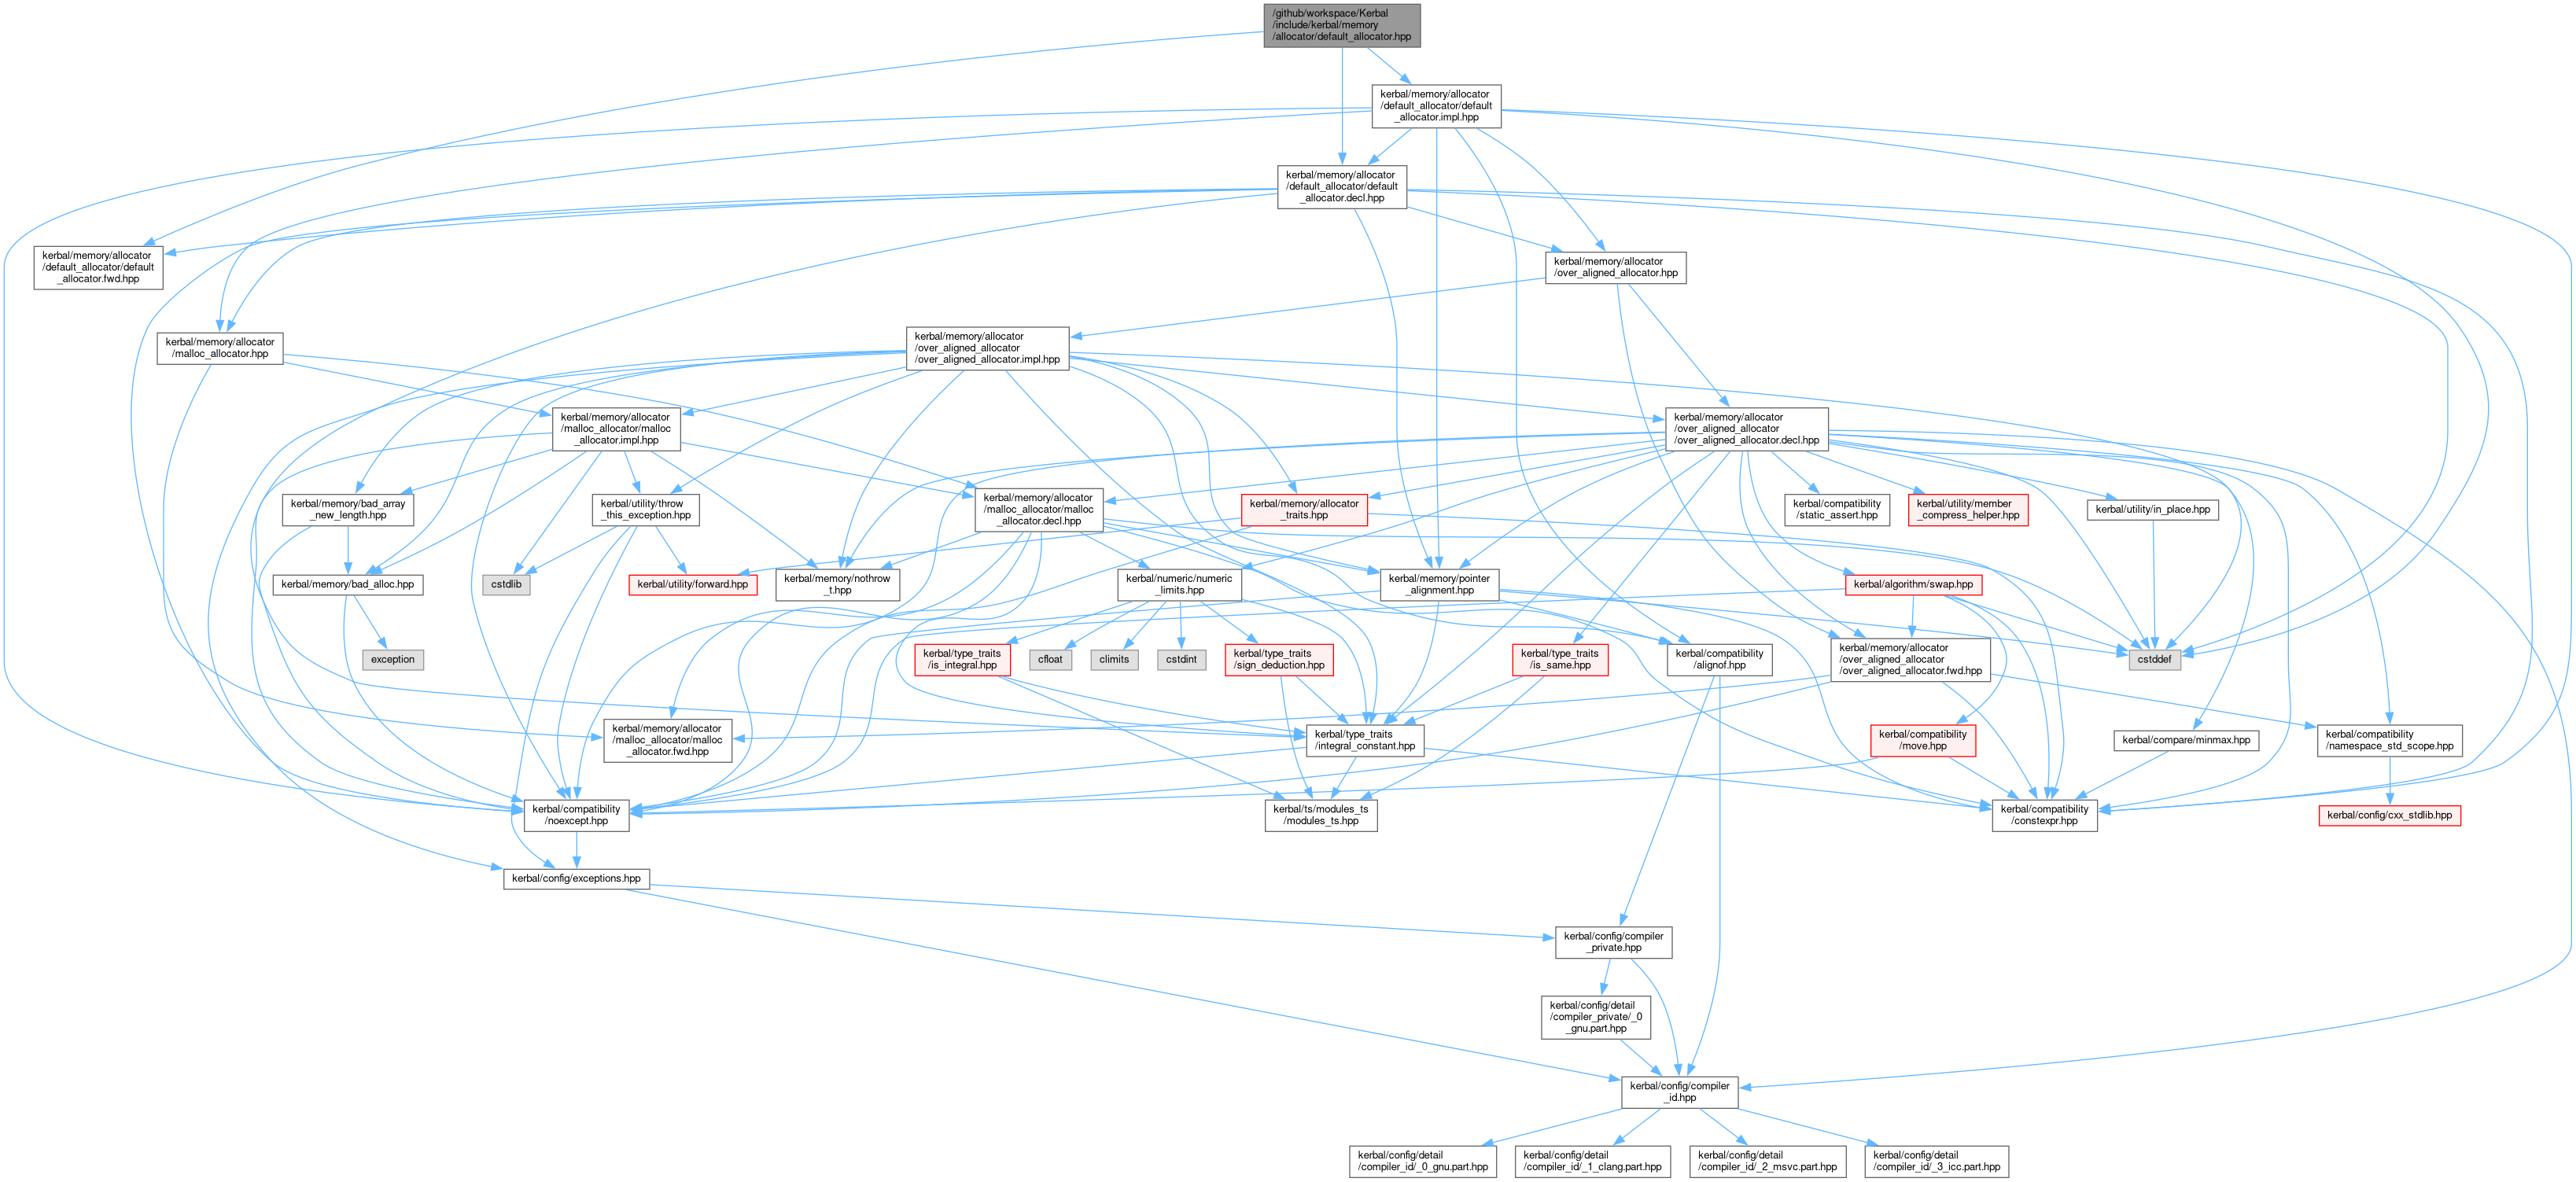 /github/workspace/Kerbal
/include/kerbal/memory
/allocator/default_allocator.hpp
kerbal/memory/allocator
/default_allocator/default
_allocator.impl.hpp
kerbal/memory/allocator
/default_allocator/default
_allocator.decl.hpp
kerbal/memory/allocator
/default_allocator/default
_allocator.fwd.hpp
kerbal/memory/allocator
/over_aligned_allocator.hpp
kerbal/memory/allocator
/malloc_allocator.hpp
kerbal/memory/allocator
/over_aligned_allocator
/over_aligned_allocator.impl.hpp
kerbal/memory/allocator
/malloc_allocator/malloc
_allocator.impl.hpp
kerbal/memory/allocator
/over_aligned_allocator
/over_aligned_allocator.decl.hpp
kerbal/memory/bad_array
_new_length.hpp
kerbal/utility/throw
_this_exception.hpp
kerbal/memory/allocator
/malloc_allocator/malloc
_allocator.decl.hpp
kerbal/memory/allocator
_traits.hpp
kerbal/compatibility
/static_assert.hpp
kerbal/utility/member
_compress_helper.hpp
kerbal/utility/in_place.hpp
kerbal/memory/bad_alloc.hpp
cstdlib
kerbal/utility/forward.hpp
kerbal/memory/nothrow
_t.hpp
kerbal/numeric/numeric
_limits.hpp
kerbal/memory/pointer
_alignment.hpp
kerbal/algorithm/swap.hpp
exception
kerbal/type_traits
/is_integral.hpp
cfloat
climits
cstdint
kerbal/type_traits
/sign_deduction.hpp
kerbal/type_traits
/is_same.hpp
kerbal/compatibility
/alignof.hpp
kerbal/memory/allocator
/over_aligned_allocator
/over_aligned_allocator.fwd.hpp
cstddef
kerbal/memory/allocator
/malloc_allocator/malloc
_allocator.fwd.hpp
kerbal/type_traits
/integral_constant.hpp
kerbal/compatibility
/move.hpp
kerbal/compare/minmax.hpp
kerbal/compatibility
/namespace_std_scope.hpp
kerbal/compatibility
/noexcept.hpp
kerbal/ts/modules_ts
/modules_ts.hpp
kerbal/compatibility
/constexpr.hpp
kerbal/config/cxx_stdlib.hpp
kerbal/config/exceptions.hpp
kerbal/config/compiler
_private.hpp
kerbal/config/detail
/compiler_private/_0
_gnu.part.hpp
kerbal/config/compiler
_id.hpp
kerbal/config/detail
/compiler_id/_0_gnu.part.hpp
kerbal/config/detail
/compiler_id/_1_clang.part.hpp
kerbal/config/detail
/compiler_id/_2_msvc.part.hpp
kerbal/config/detail
/compiler_id/_3_icc.part.hpp